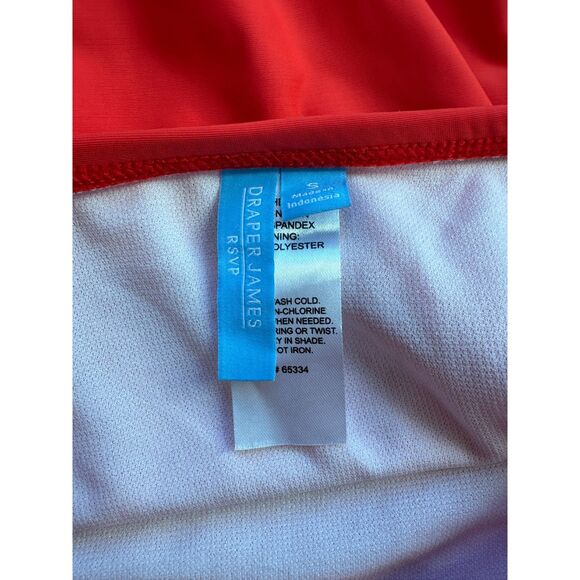 DRAPER JAMES
RSVP
S
Made in
Indonesia
SPANDEX
NING:
OLYESTER
ASH COLD.
N-CHLORINE
HEN NEEDED.
RING OR TWIST.
Y IN SHADE.
OT IRON.
# 65334